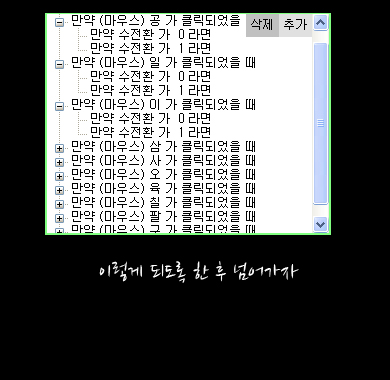 만약 (마우스) 공 가 클릭되었을
삭제 추가
만약 수전환 가 0 라면
만약 수전환 가 1 라면
만약 (마우스) 일 가 클릭되었을 때
만약 수전환 가 0 라면
만약 수전환 가 1 라면
만약 (마우스) 이 가 클릭되었을 때
만약 수전환 가 0 라면
만약 수전환 가 1 라면
만약 (마우스) 삼 가 클릭되었을 때
만약 (마우스) 사 가 클릭되었을 때
만약 (마우스) 오 가 클릭되었을 때
만약 (마우스) 육 가 클릭되었을 때
만약 (마우스) 칠 가 클릭되었을 때
만약 (마우스) 팔 가 클릭되었을 때
만약 (마우스) 구 가 클릭되었을 때
이렇게 되도록 한 후 넘어가자